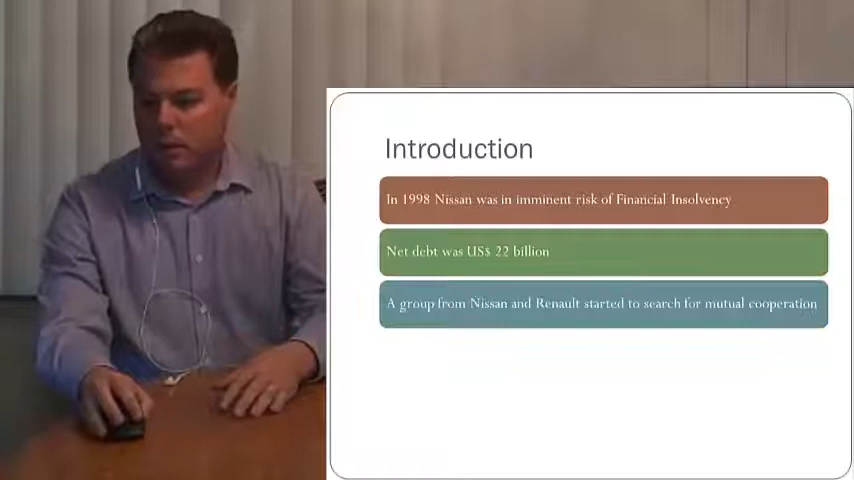 Introduction
In 1998 Nissan was in imminent risk of Financial Insolvency
Net debt was US$ 22 billion
A group from Nissan and Renault started to search for mutual cooperation